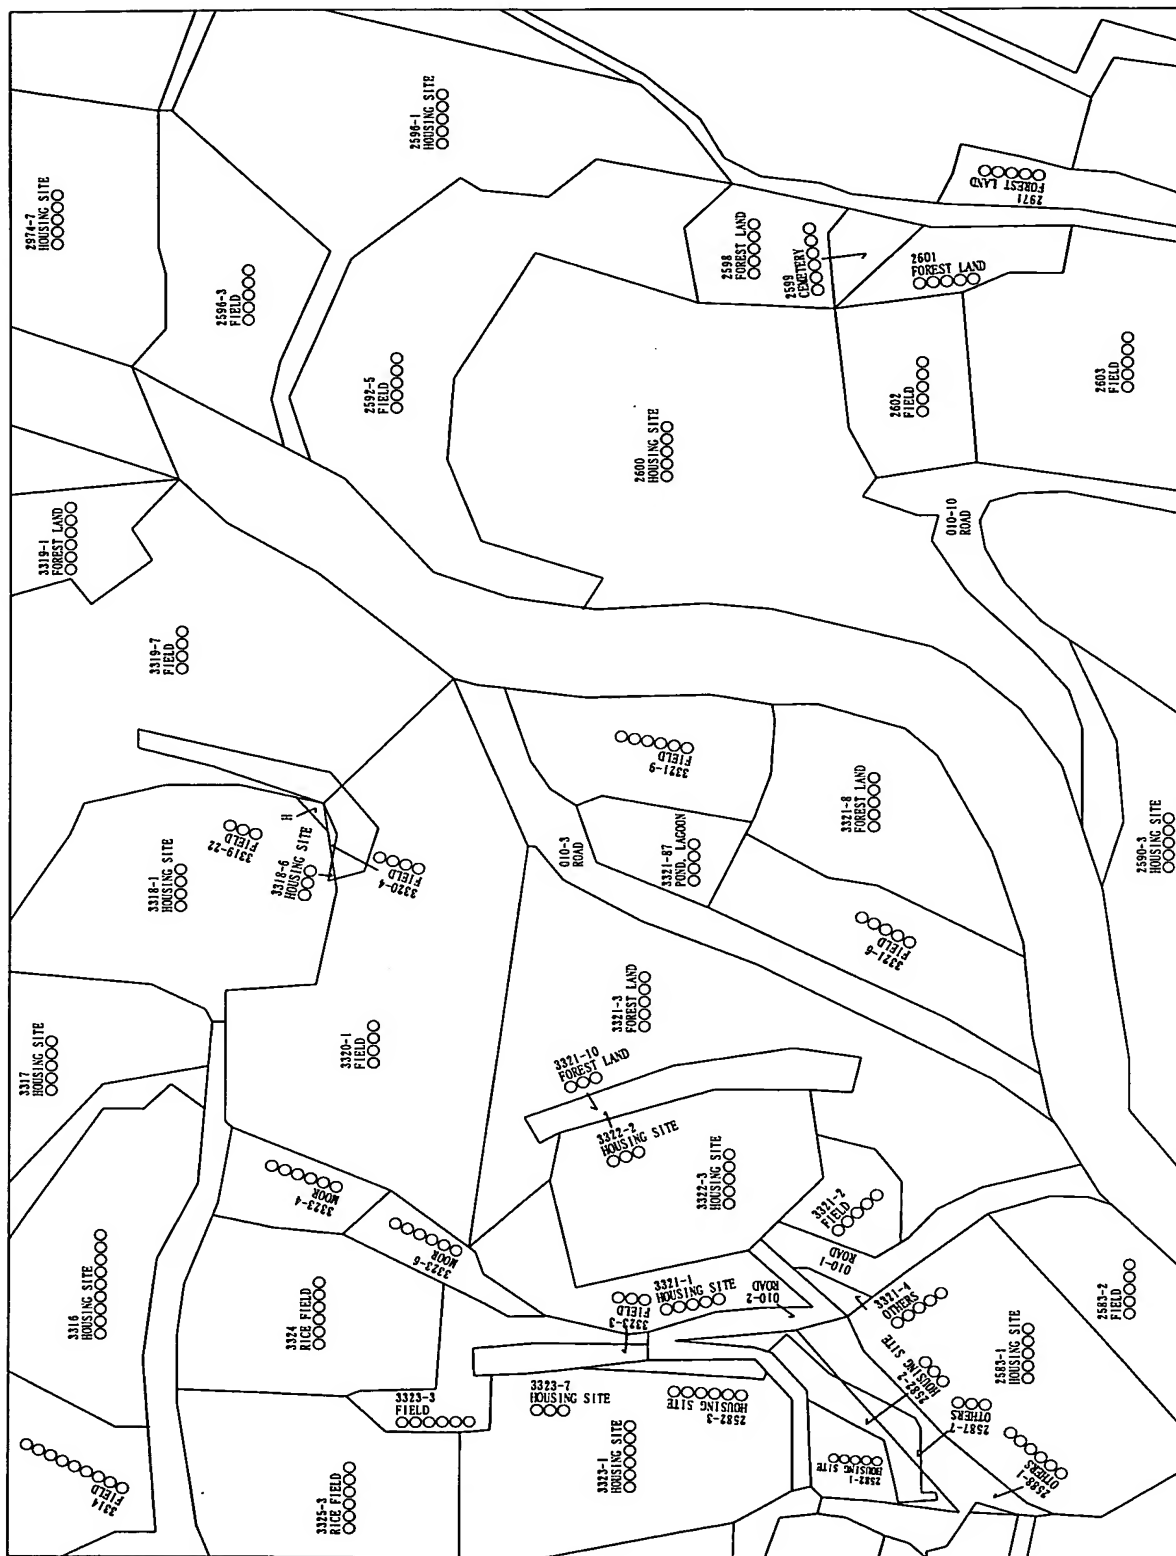 3314
FIELD
○○○○○○○○○
3316
HOUSING SITE
○○○○○○○○○
3317
HOUSING SITE
○○○○○
3319-1
FOREST LAND
○○○○○○
2974-7
HOUSING SITE
○○○○○
3318-1
HOUSING SITE
○○○○
3319-7
FIELD
○○○○
3319-22
FIELD
○○○
2596-3
FIELD
○○○○○
3325-3
RICE FIELD
○○○○○○
3324
RICE FIELD
○○○○○○
3323-4
MOOR
○○○○○○
3318-6
HOUSING SITE
○○○
H
3320-1
FIELD
○○○○
3320-4
FIELD
○○○○
2592-5
FIELD
○○○○○
2596-1
HOUSING SITE
○○○○○
3323-3
FIELD
○○○○○○○
3323-6
MOOR
○○○○○○
3323-7
HOUSING SITE
○○○
3321-10
FOREST LAND
○○○
010-3
ROAD
3323-1
HOUSING SITE
○○○○○○
3323-3
FIELD
○○○
3322-2
HOUSING SITE
○○○
3321-3
FOREST LAND
○○○○○
2600
HOUSING SITE
○○○○○
3321-1
HOUSING SITE
○○○○○
3321-87
POND, LAGOON
○○○○
3321-9
FIELD
○○○○○○
2582-3
HOUSING SITE
○○○○○○
3322-3
HOUSING SITE
○○○○○
2598
FOREST LAND
○○○○○
010-2
ROAD
2599
CEMETERY
○○○○○○
3321-2
FIELD
○○○○○
010-1
ROAD
3321-8
FOREST LAND
○○○○○
2582-1
HOUSING SITE
○○○○○
3321-4
OTHERS
○○○○○
3321-6
FIELD
○○○○○
2602
FIELD
○○○○○
2601
FOREST LAND
○○○○○
2582-2
HOUSING SITE
○○○
010-10
ROAD
2587-7
OTHERS
○○○
2971
FOREST LAND
○○○○○
2583-1
HOUSING SITE
○○○○○
2588-1
OTHERS
○○○○○○
2583-2
FIELD
○○○○○
2603
FIELD
○○○○○
2590-3
HOUSING SITE
○○○○○